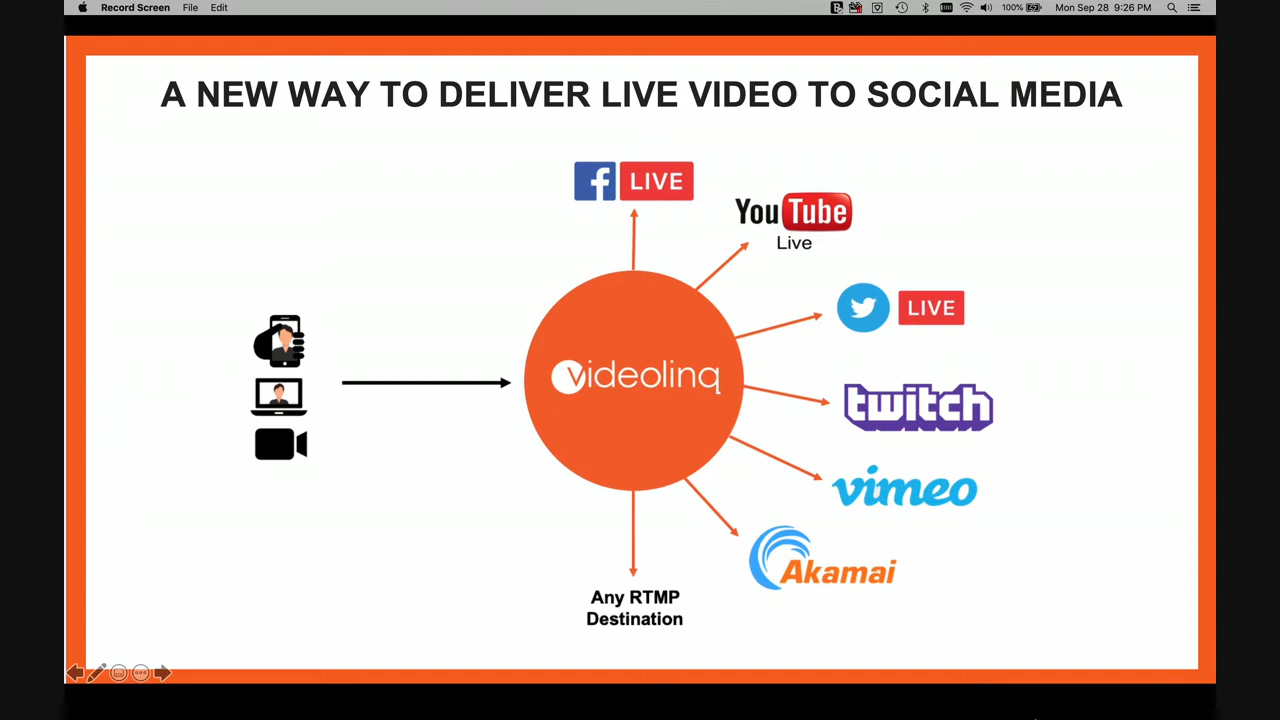 Record Screen File Edit 100% Mon Sep 28 9:26 PM
A NEW WAY TO DELIVER LIVE VIDEO TO SOCIAL MEDIA
f LIVE
YouTube
Live
LIVE
twitch
videolinq
vimeo
Akamai
Any RTMP
Destination